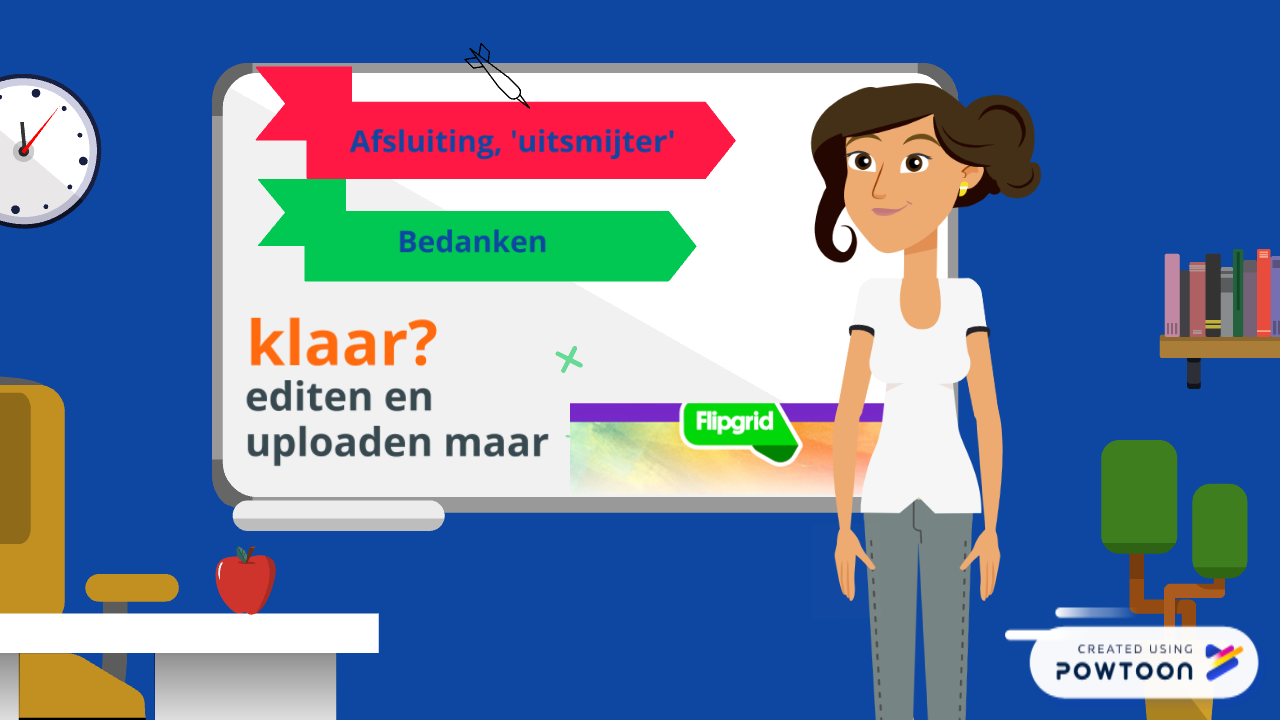 Afsluiting, 'uitsmijter'
Bedanken
klaar?
editen en
uploaden maar
Flipgrid
CREATED USING
POWTOON